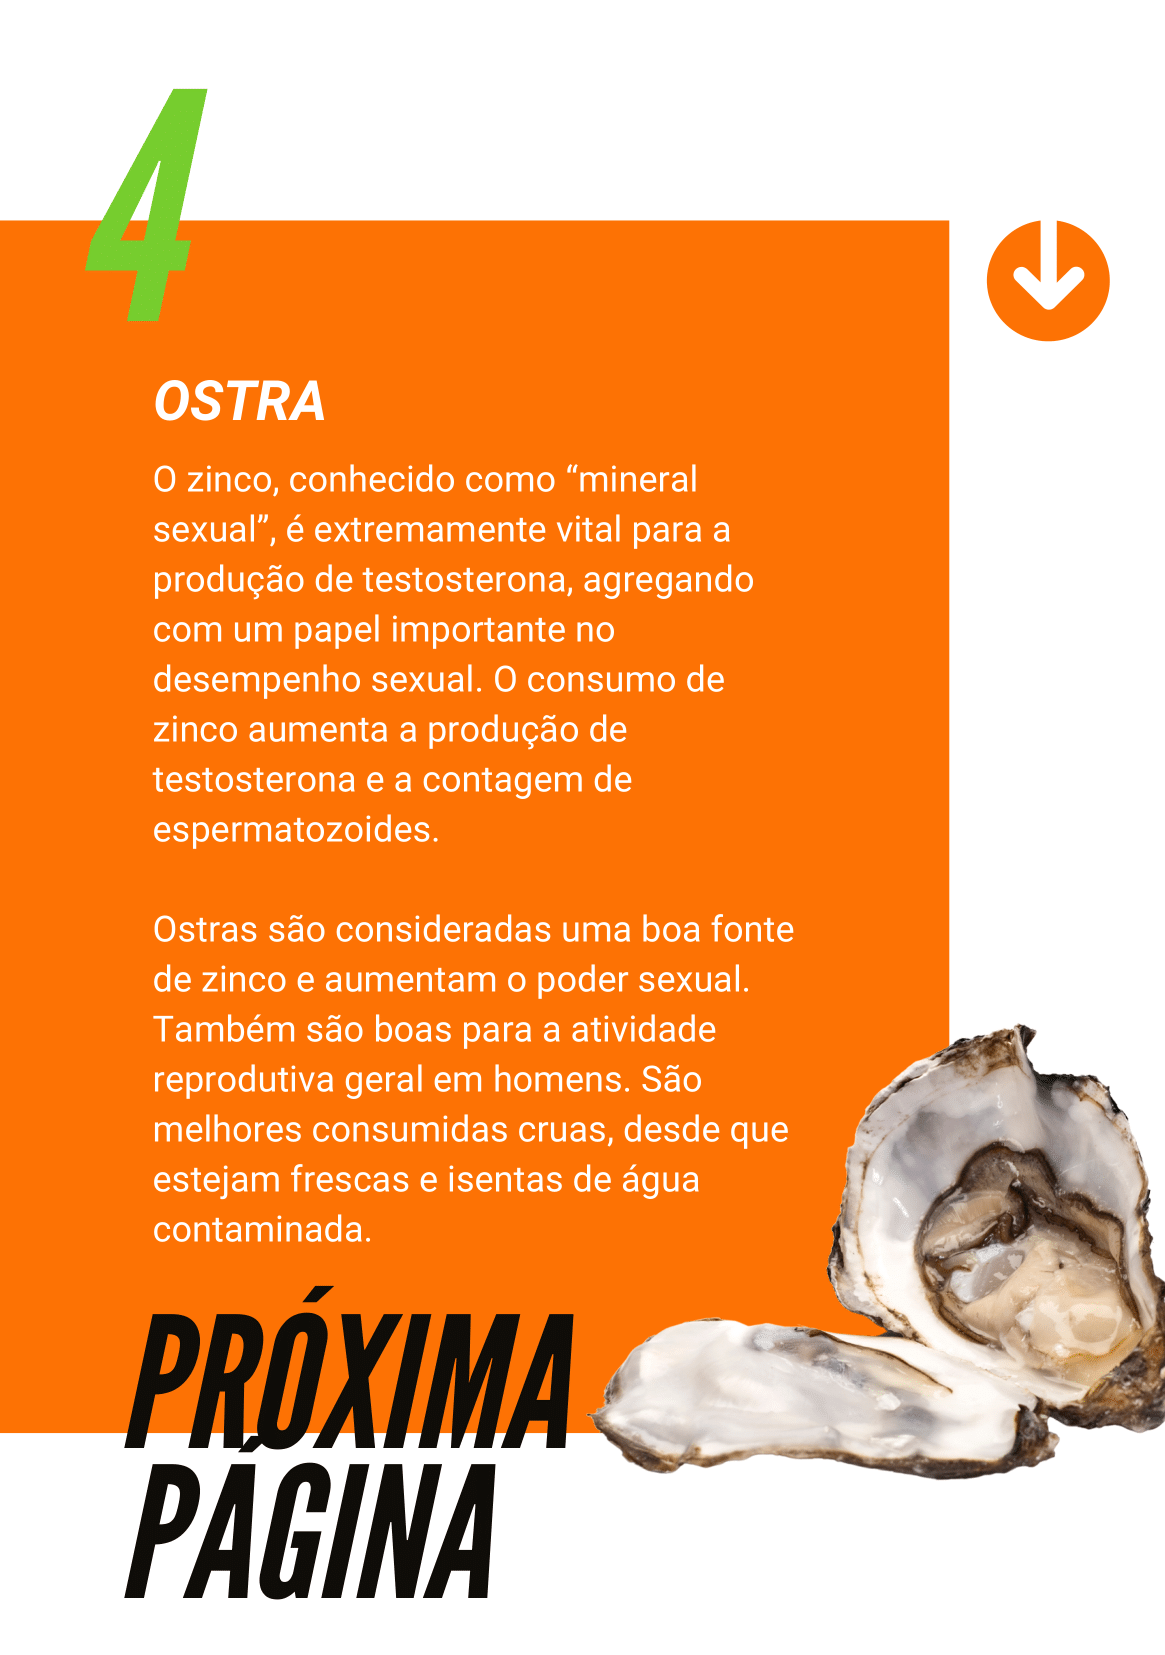 4
OSTRA
O zinco, conhecido como “mineral
sexual”, é extremamente vital para a
produção de testosterona, agregando
com um papel importante no
desempenho sexual. O consumo de
zinco aumenta a produção de
testosterona e a contagem de
espermatozoides.
Ostras são consideradas uma boa fonte
de zinco e aumentam o poder sexual.
Também são boas para a atividade
reprodutiva geral em homens. São
melhores consumidas cruas, desde que
estejam frescas e isentas de água
contaminada.
PRÓXIMA
PÁGINA